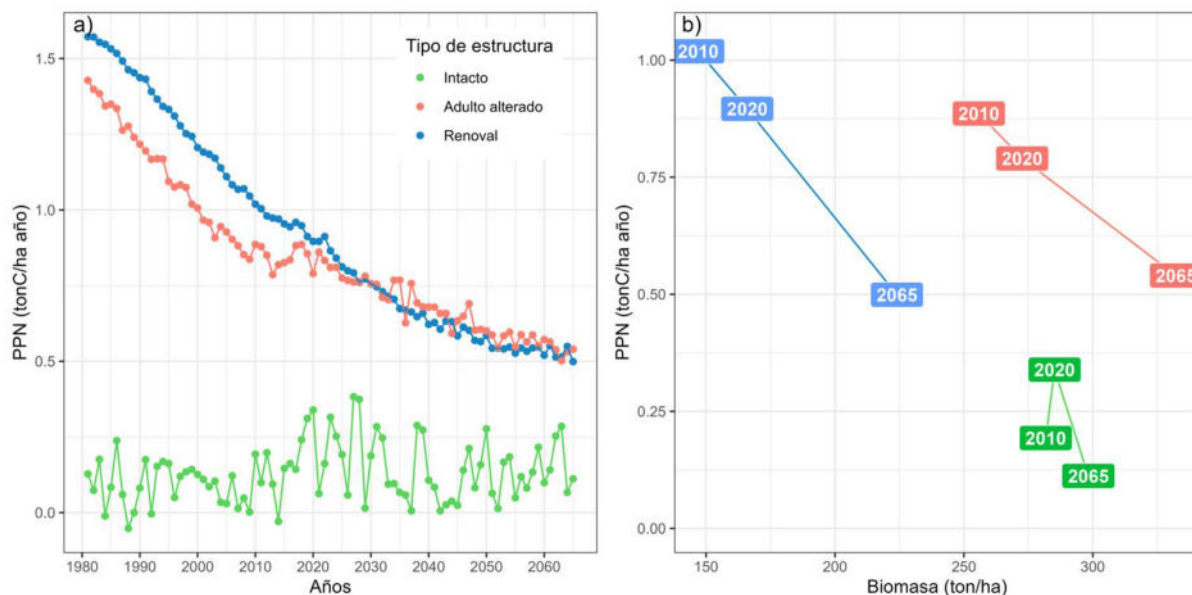 a)
Tipo de estructura
Intacto
Adulto alterado
Renoval
PPN (tonC/ha año)
1.5
1.0
0.5
0.0
1980 1990 2000 2010 2020 2030 2040 2050 2060
Años
b)
PPN (tonC/ha año)
1.00
0.75
0.50
0.25
0.00
2010
2020
2065
2010
2020
2065
2020
2010
2065
150 200 250 300
Biomasa (ton/ha)